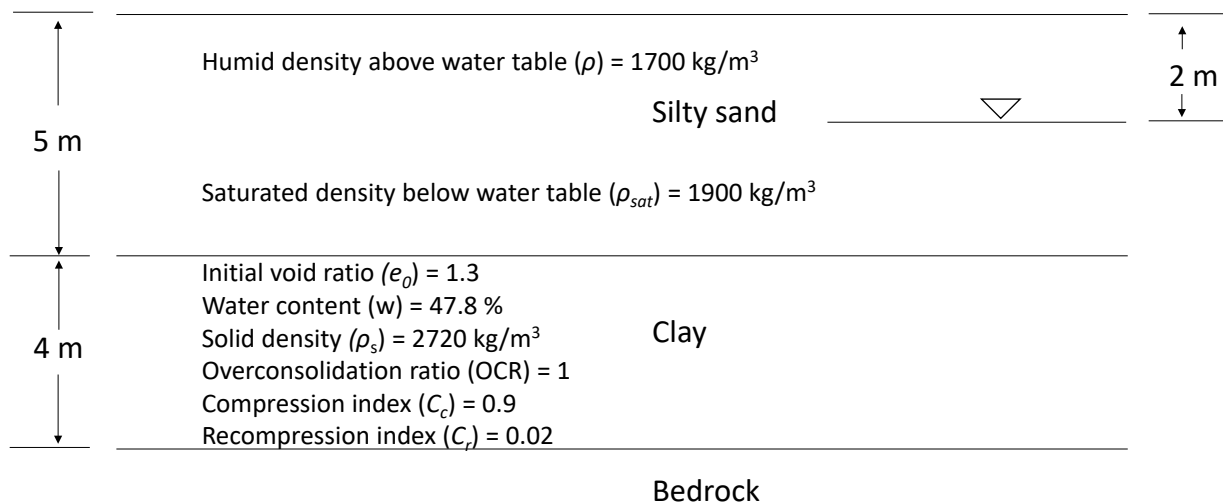 Humid density above water table (ρ) = 1700 kg/m³
2 m
Silty sand
5 m
Saturated density below water table (ρsat) = 1900 kg/m³
Initial void ratio (e0) = 1.3
Water content (w) = 47.8 %
Solid density (ρs) = 2720 kg/m³
Clay
4 m
Overconsolidation ratio (OCR) = 1
Compression index (Cc) = 0.9
Recompression index (Cr) = 0.02
Bedrock